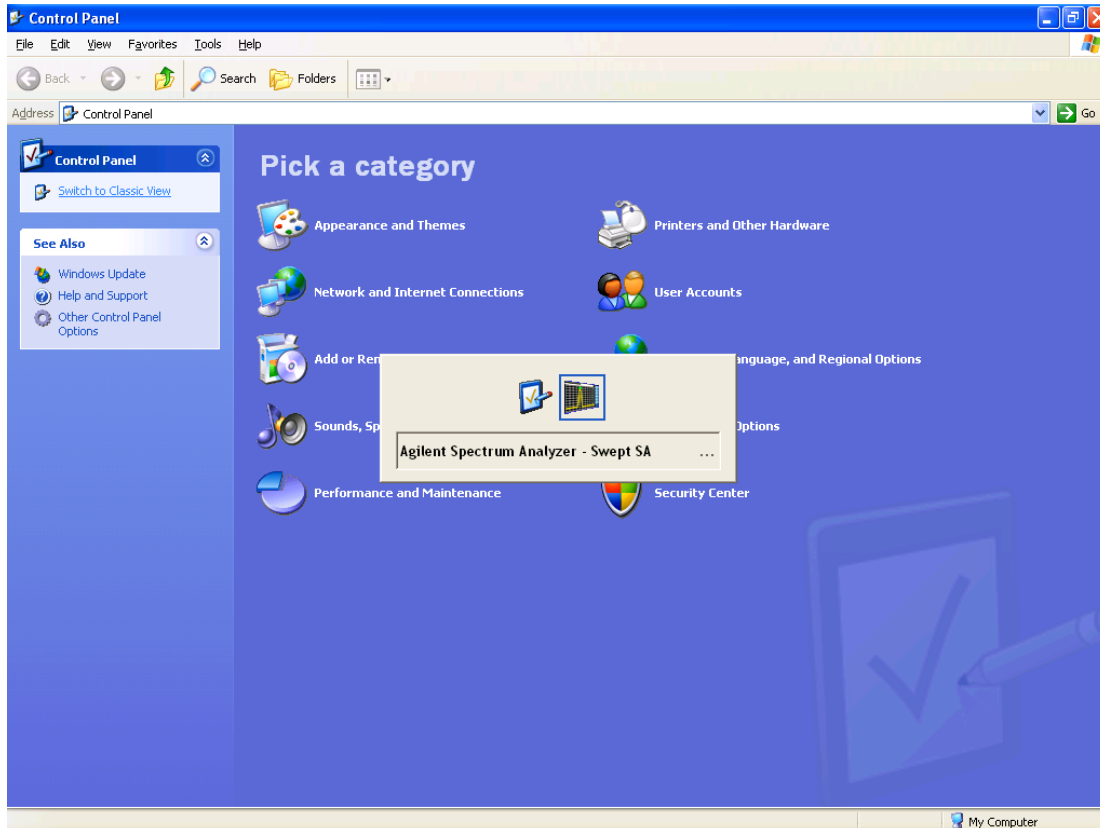 Control Panel
File Edit View Favorites Tools Help
Back Search Folders
Address Control Panel Go
Control Panel
Switch to Classic View
See Also
Windows Update
Help and Support
Other Control Panel
Options
Pick a category
Appearance and Themes Printers and Other Hardware
Network and Internet Connections User Accounts
Add or Language, and Regional Options
Sounds, Options
Agilent Spectrum Analyzer - Swept SA ...
Performance and Maintenance Security Center
My Computer